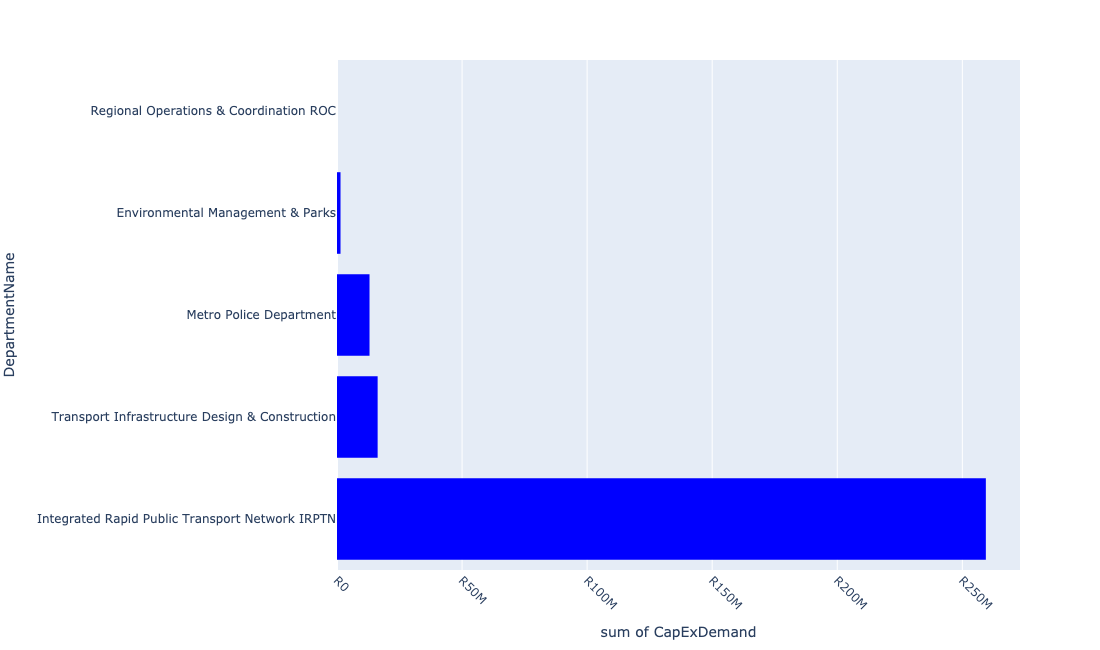 Regional Operations & Coordination ROC
Environmental Management & Parks
Metro Police Department
Transport Infrastructure Design & Construction
Integrated Rapid Public Transport Network IRPTN
DepartmentName
R0
R50M
R100M
R150M
R200M
R250M
sum of CapExDemand